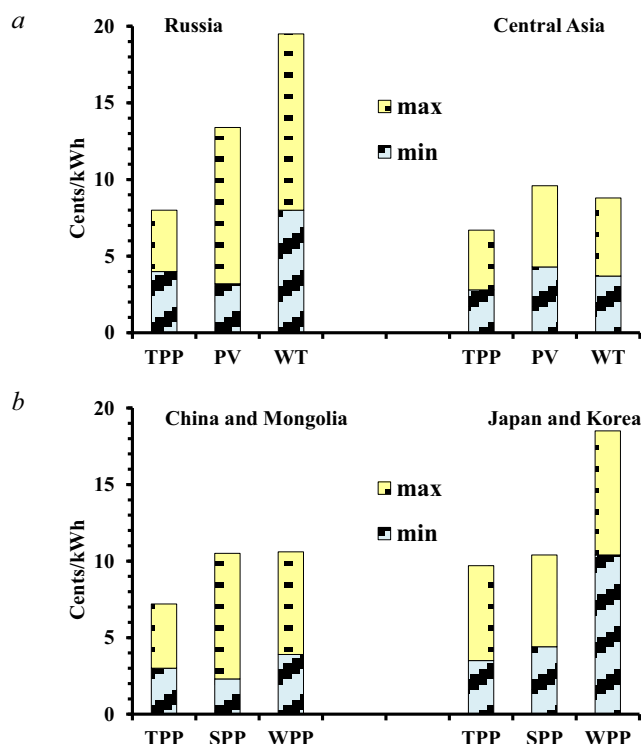 a
20
Russia
Central Asia
15
max
10
min
Cents/kWh
5
0
TPP PV WT TPP PV WT
b
20
China and Mongolia
Japan and Korea
15
max
min
10
Cents/kWh
5
0
TPP SPP WPP TPP SPP WPP